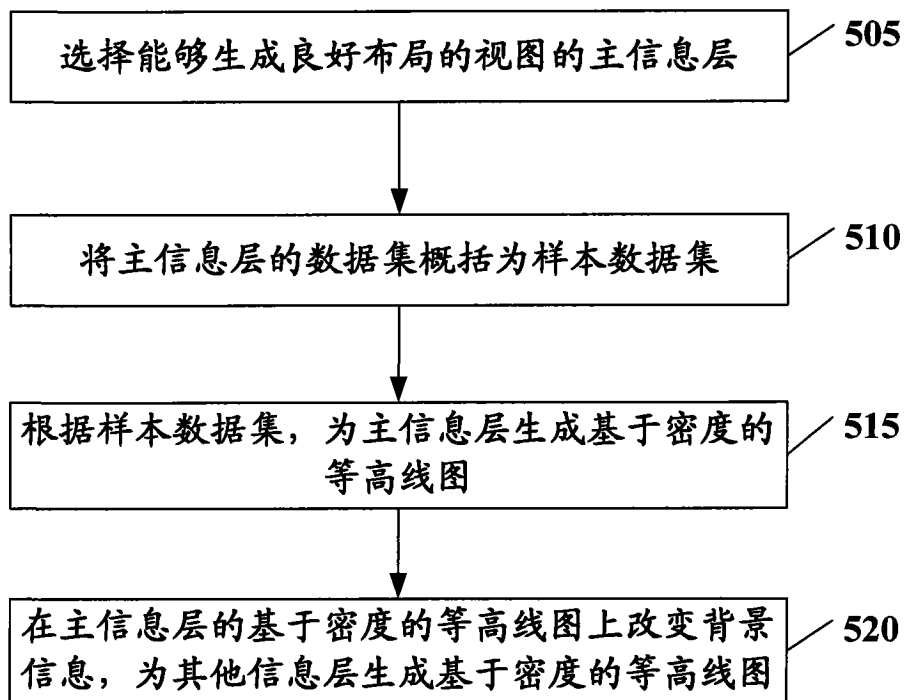 选择能够生成良好布局的视图的主信息层
505
将主信息层的数据集概括为样本数据集
510
根据样本数据集，为主信息层生成基于密度的
等高线图
515
在主信息层的基于密度的等高线图上改变背景
信息，为其他信息层生成基于密度的等高线图
520